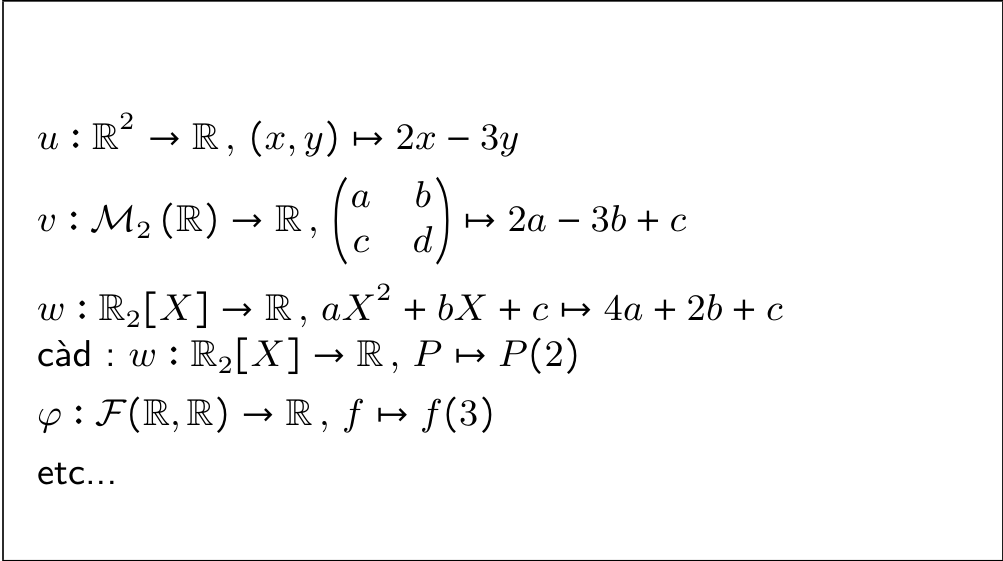 u : ℝ² → ℝ , (x, y) ↦ 2x − 3y
v : ℳ₂ (ℝ) → ℝ , (a b
c d) ↦ 2a − 3b + c
w : ℝ₂[X] → ℝ , aX² + bX + c ↦ 4a + 2b + c
càd : w : ℝ₂[X] → ℝ , P ↦ P(2)
φ : ℱ(ℝ, ℝ) → ℝ , f ↦ f(3)
etc...